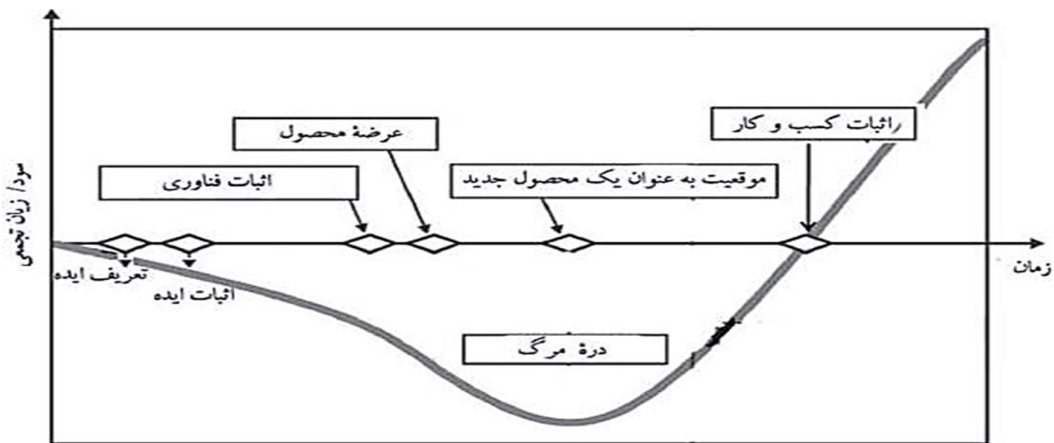 اثبات کسب و کار
عرضهٔ محصول
موقعیت به عنوان یک محصول جدید
اثبات فناوری
سود/ زیان تجمعی
زمان
تعریف ایده
اثبات ایده
درهٔ مرگ